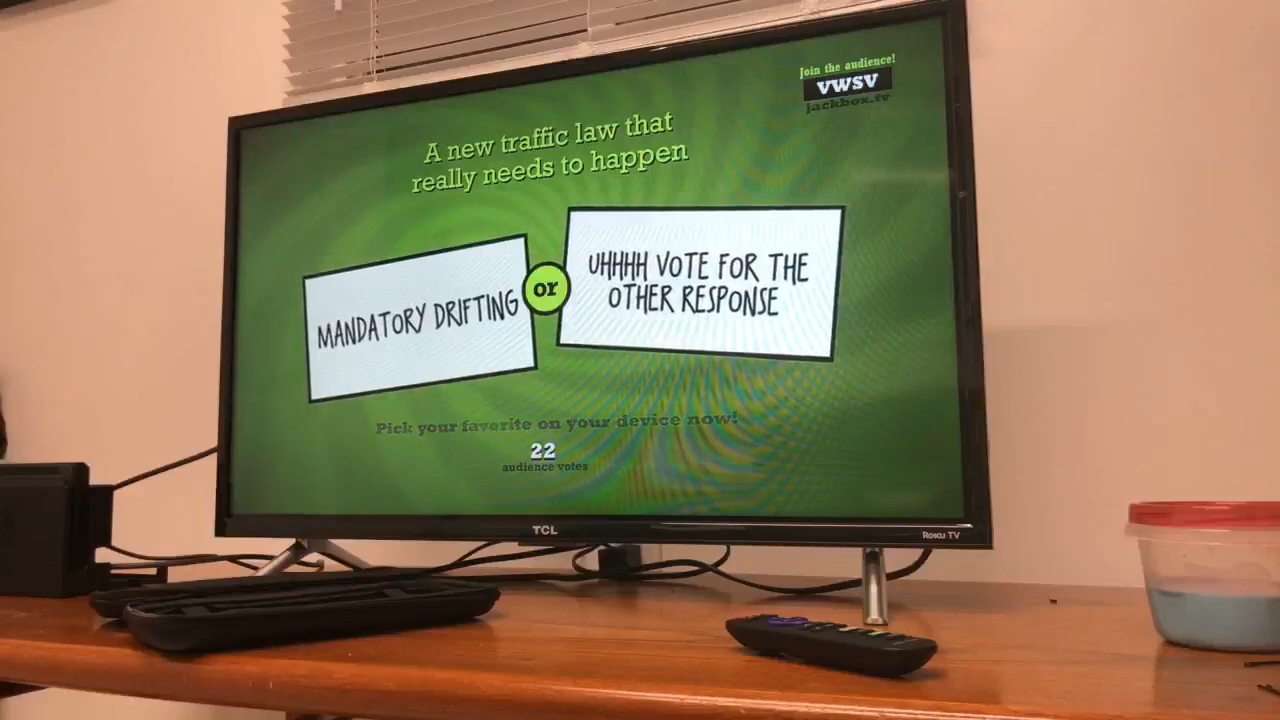 Join the audience!
VWSV
jackbox.tv
A new traffic law that
really needs to happen
MANDATORY DRIFTING
or
UHHHH VOTE FOR THE
OTHER RESPONSE
Pick your favorite on your device now!
22
audience votes
TCL
Roku TV